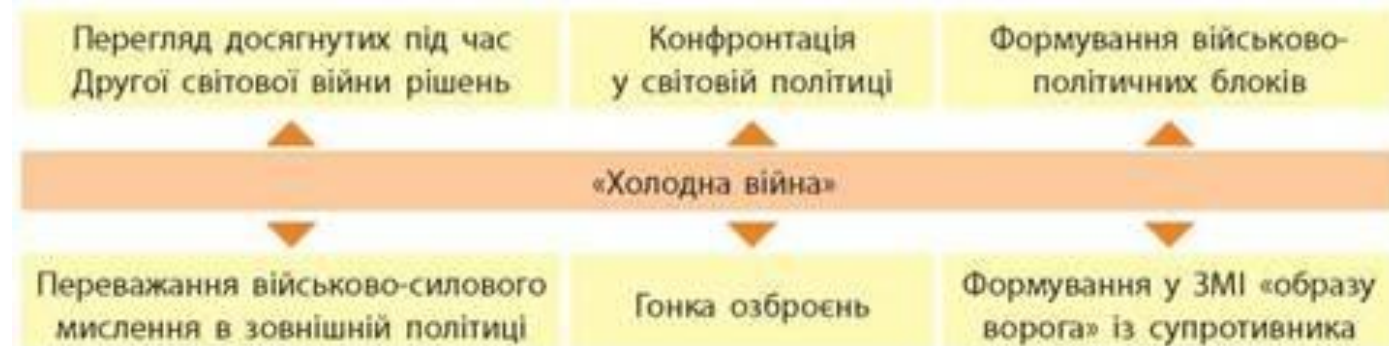 Перегляд досягнутих під час
Другої світової війни рішень
Конфронтація
у світовій політиці
Формування військово-
політичних блоків
«Холодна війна»
Переважання військово-силового
мислення в зовнішній політиці
Гонка озброєнь
Формування у ЗМІ «образу
ворога» із супротивника